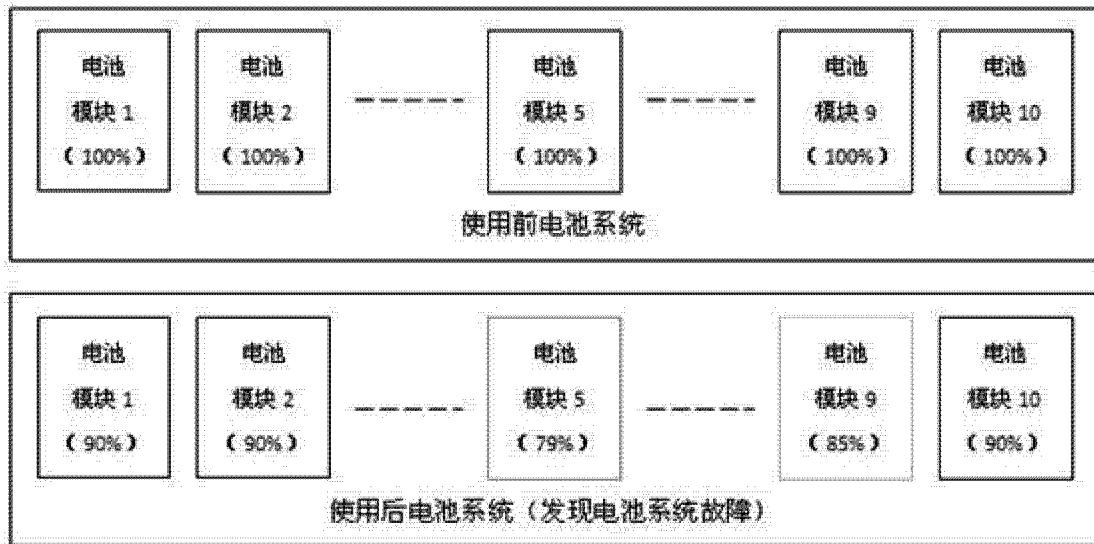 电池 电池 电池 电池 电池
模块 1 模块 2 模块 5 模块 9 模块 10
（ 100% ） （ 100% ） （ 100% ） （ 100% ） （ 100% ）
使用前电池系统
电池 电池 电池 电池 电池
模块 1 模块 2 模块 5 模块 9 模块 10
（ 90% ） （ 90% ） （ 79% ） （ 85% ） （ 90% ）
使用后电池系统（发现电池系统故障）